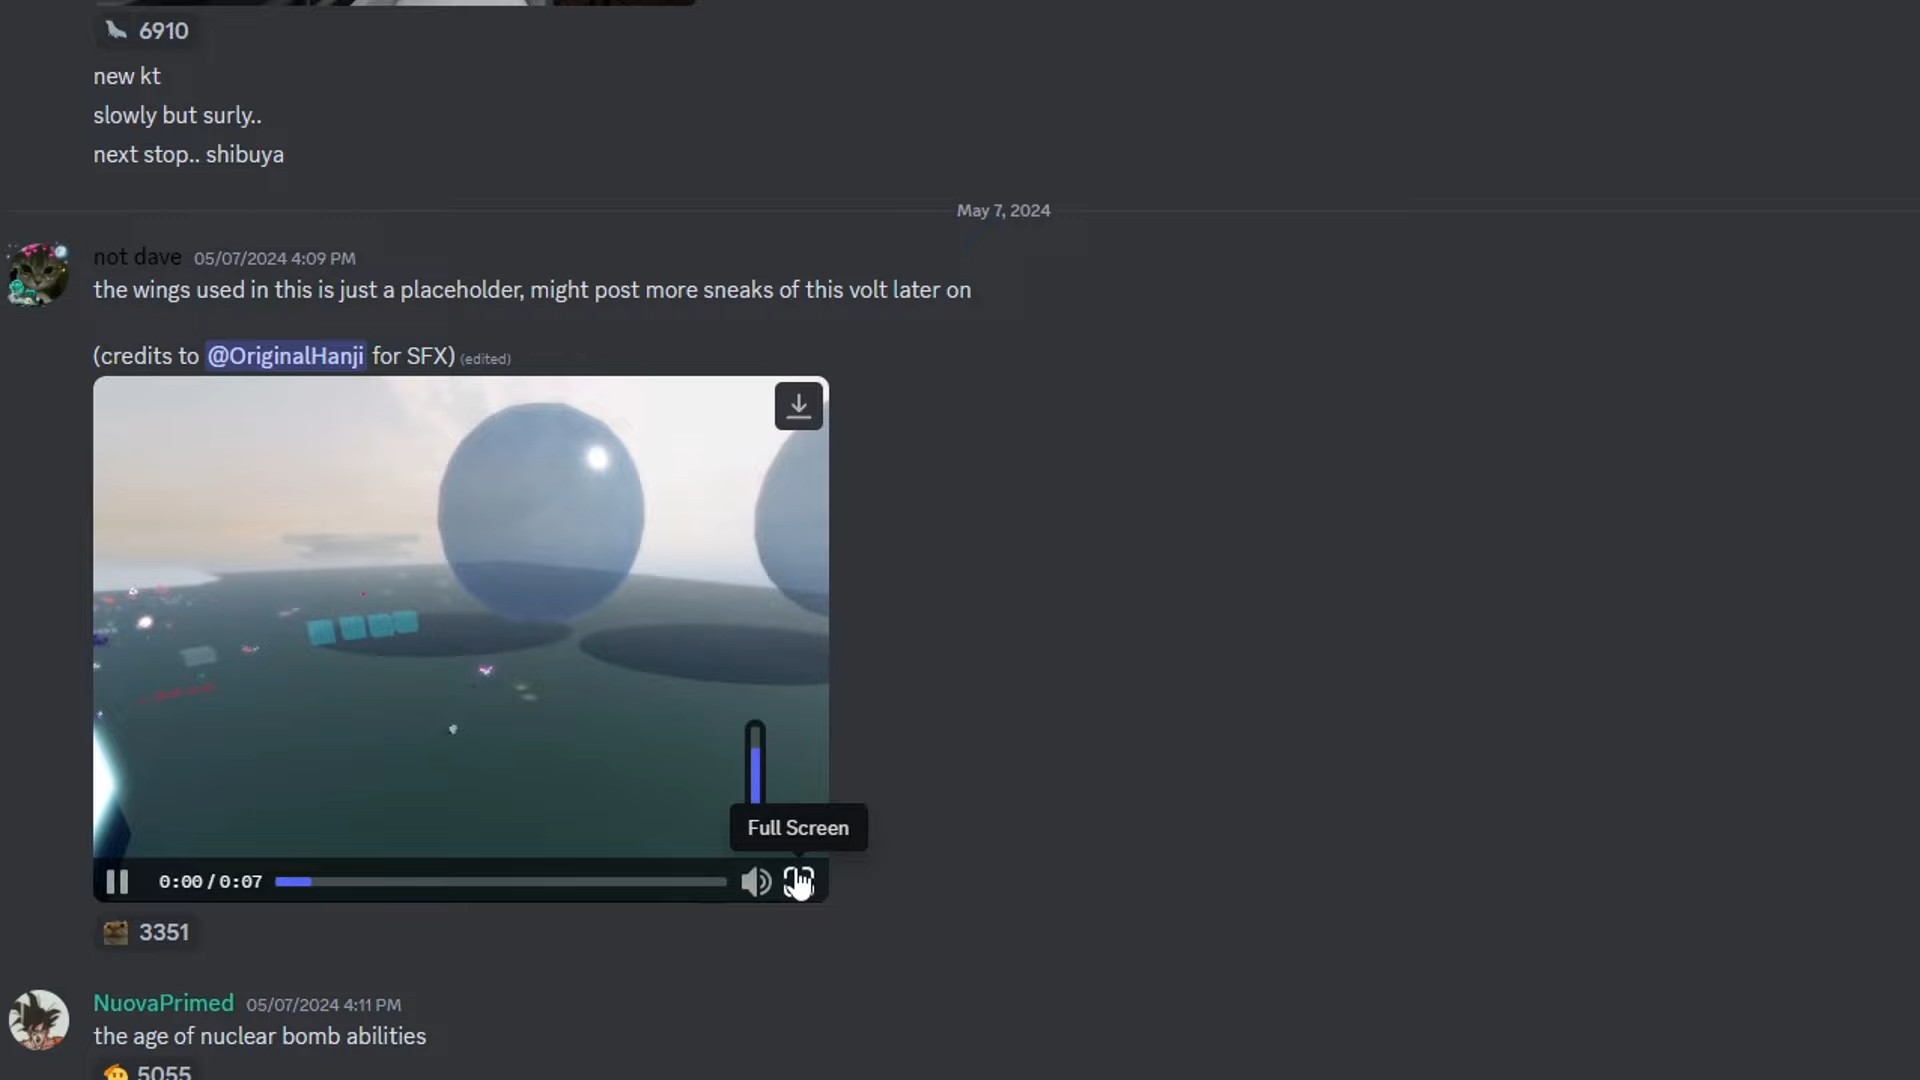 6910
new kt
slowly but surly..
next stop.. shibuya
May 7, 2024
not dave 05/07/2024 4:09 PM
the wings used in this is just a placeholder, might post more sneaks of this volt later on
(credits to @OriginalHanji for SFX) (edited)
Full Screen
0:00 / 0:07
3351
NuovaPrimed 05/07/2024 4:11 PM
the age of nuclear bomb abilities
5055